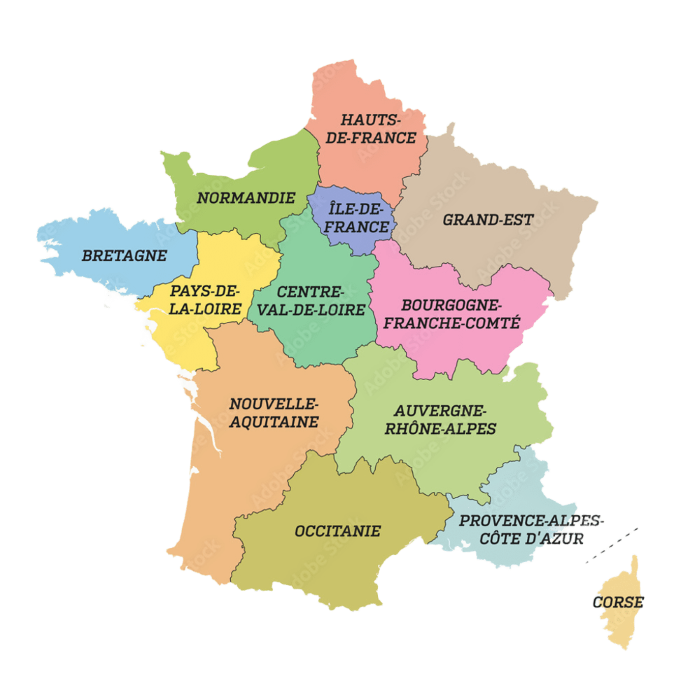 HAUTS-
DE-FRANCE
NORMANDIE
ÎLE-DE-
FRANCE
GRAND-EST
BRETAGNE
PAYS-DE-
LA-LOIRE
CENTRE-
VAL-DE-LOIRE
BOURGOGNE-
FRANCHE-COMTÉ
NOUVELLE-
AQUITAINE
AUVERGNE-
RHÔNE-ALPES
OCCITANIE
PROVENCE-ALPES-
CÔTE D'AZUR
CORSE
Adobe Stock